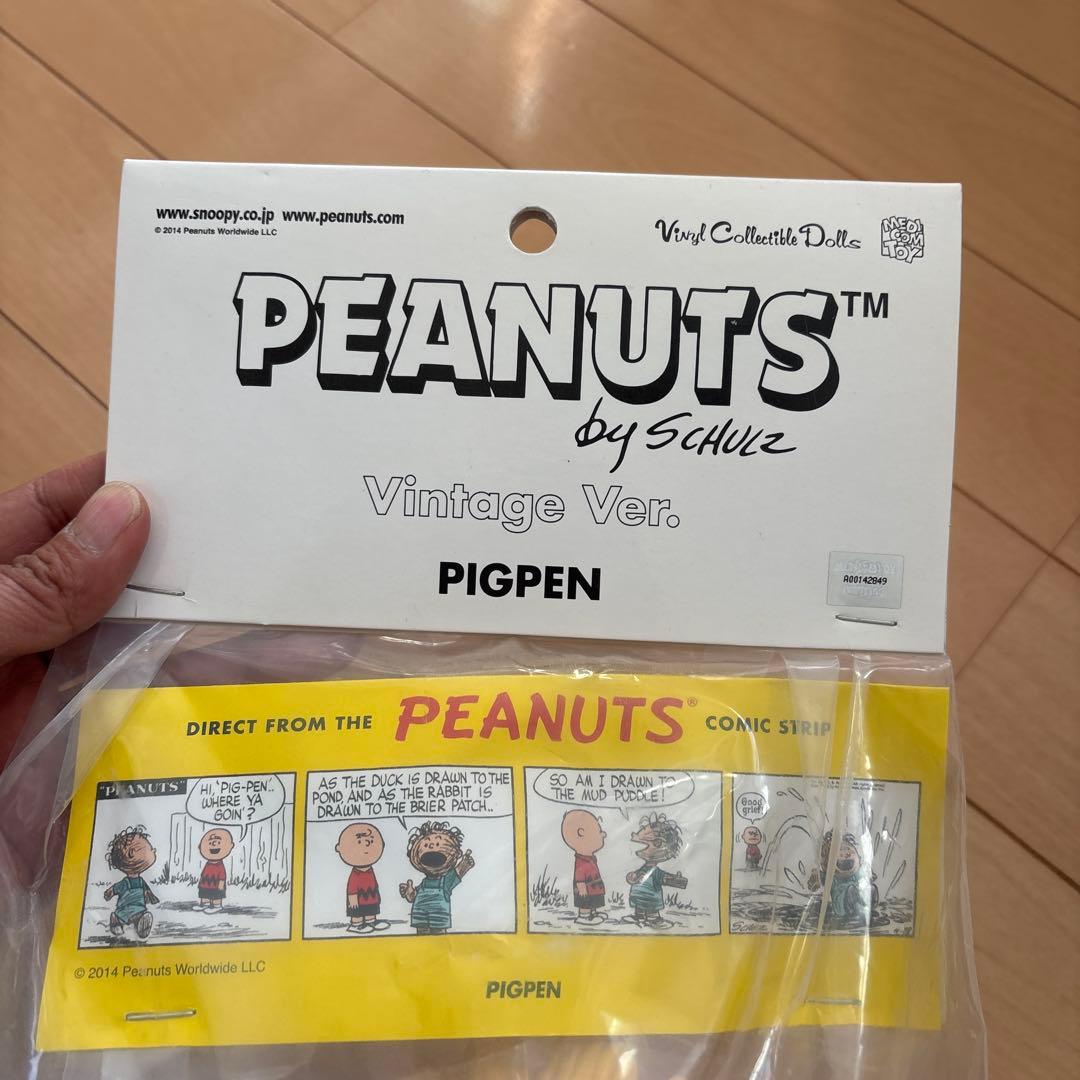 www.snoopy.co.jp www.peanuts.com
© 2014 Peanuts Worldwide LLC
Vinyl Collectible Dolls
MEDI
COM
TOY
PEANUTS™
by SCHULZ
Vintage Ver.
PIGPEN
A00142849
DIRECT FROM THE PEANUTS® COMIC STRIP
"PEANUTS"
HI, 'PIG-PEN'..
WHERE YA
GOIN'?
AS THE DUCK IS DRAWN TO THE
POND, AND AS THE RABBIT IS
DRAWN TO THE BRIER PATCH..
SO AM I DRAWN TO
THE MUD PUDDLE!
Good
grief!
SCHULZ
© 2014 Peanuts Worldwide LLC
PIGPEN